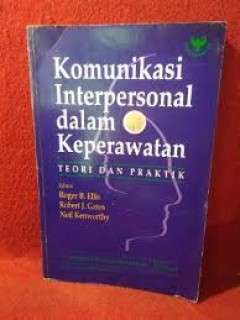 Komunikasi
Interpersonal
dalam
Keperawatan
TEORI DAN PRAKTIK
Editor
Roger B. Ellis
Robert J. Gates
Neil Kenworthy